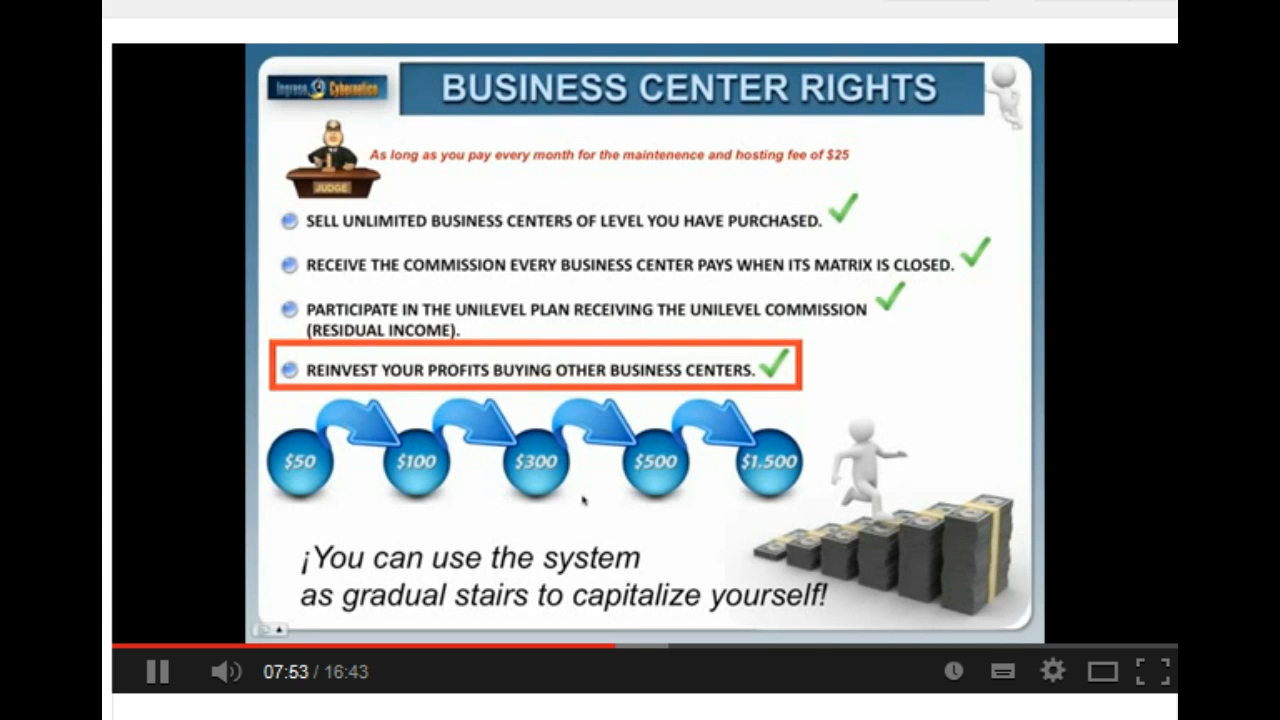 Ingreso Cybernetico
BUSINESS CENTER RIGHTS
As long as you pay every month for the maintenence and hosting fee of $25
JUDGE
SELL UNLIMITED BUSINESS CENTERS OF LEVEL YOU HAVE PURCHASED.
RECEIVE THE COMMISSION EVERY BUSINESS CENTER PAYS WHEN ITS MATRIX IS CLOSED.
PARTICIPATE IN THE UNILEVEL PLAN RECEIVING THE UNILEVEL COMMISSION
(RESIDUAL INCOME).
REINVEST YOUR PROFITS BUYING OTHER BUSINESS CENTERS.
$50 $100 $300 $500 $1.500
¡You can use the system
as gradual stairs to capitalize yourself!
07:53 / 16:43